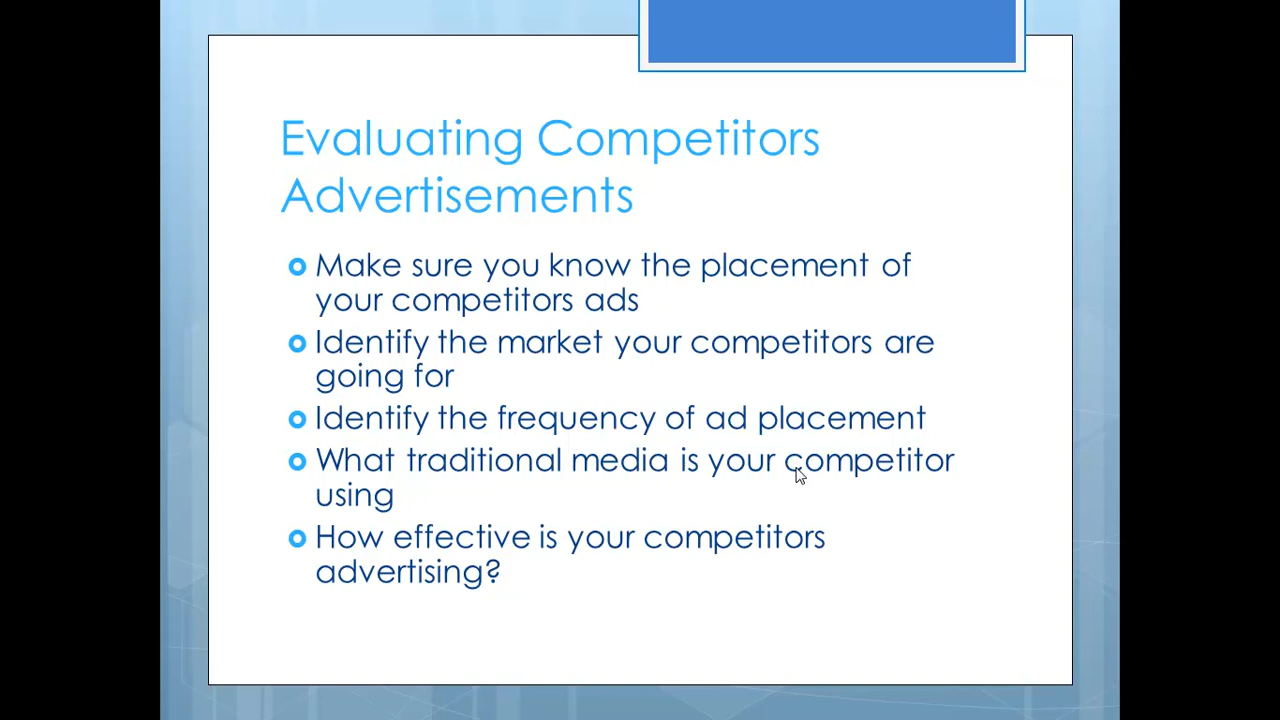 Evaluating Competitors
Advertisements
Make sure you know the placement of
your competitors ads
Identify the market your competitors are
going for
Identify the frequency of ad placement
What traditional media is your competitor
using
How effective is your competitors
advertising?